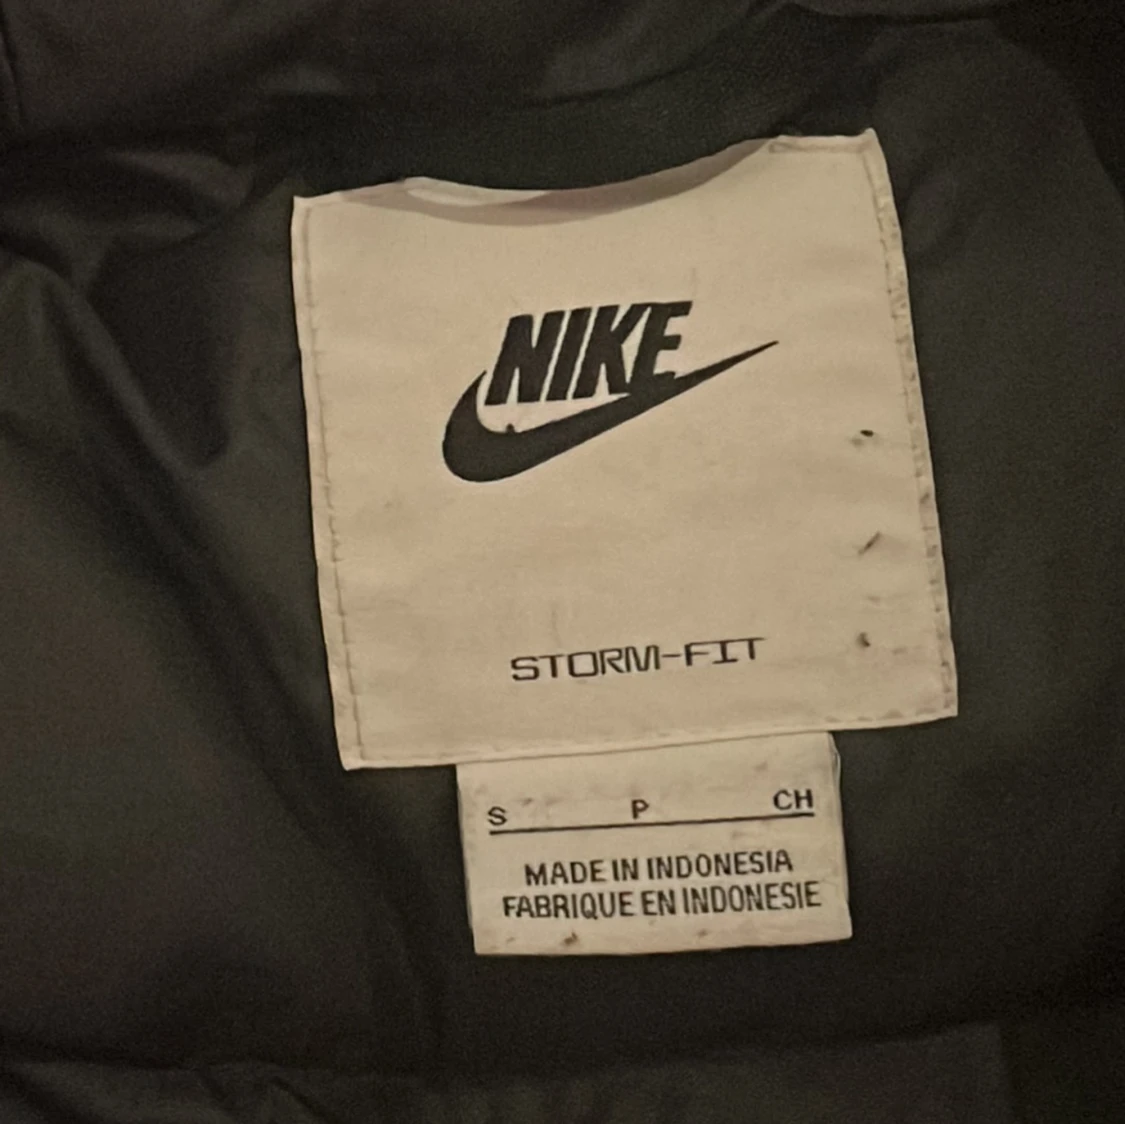 NIKE
STORM-FIT
S P CH
MADE IN INDONESIA
FABRIQUE EN INDONESIE